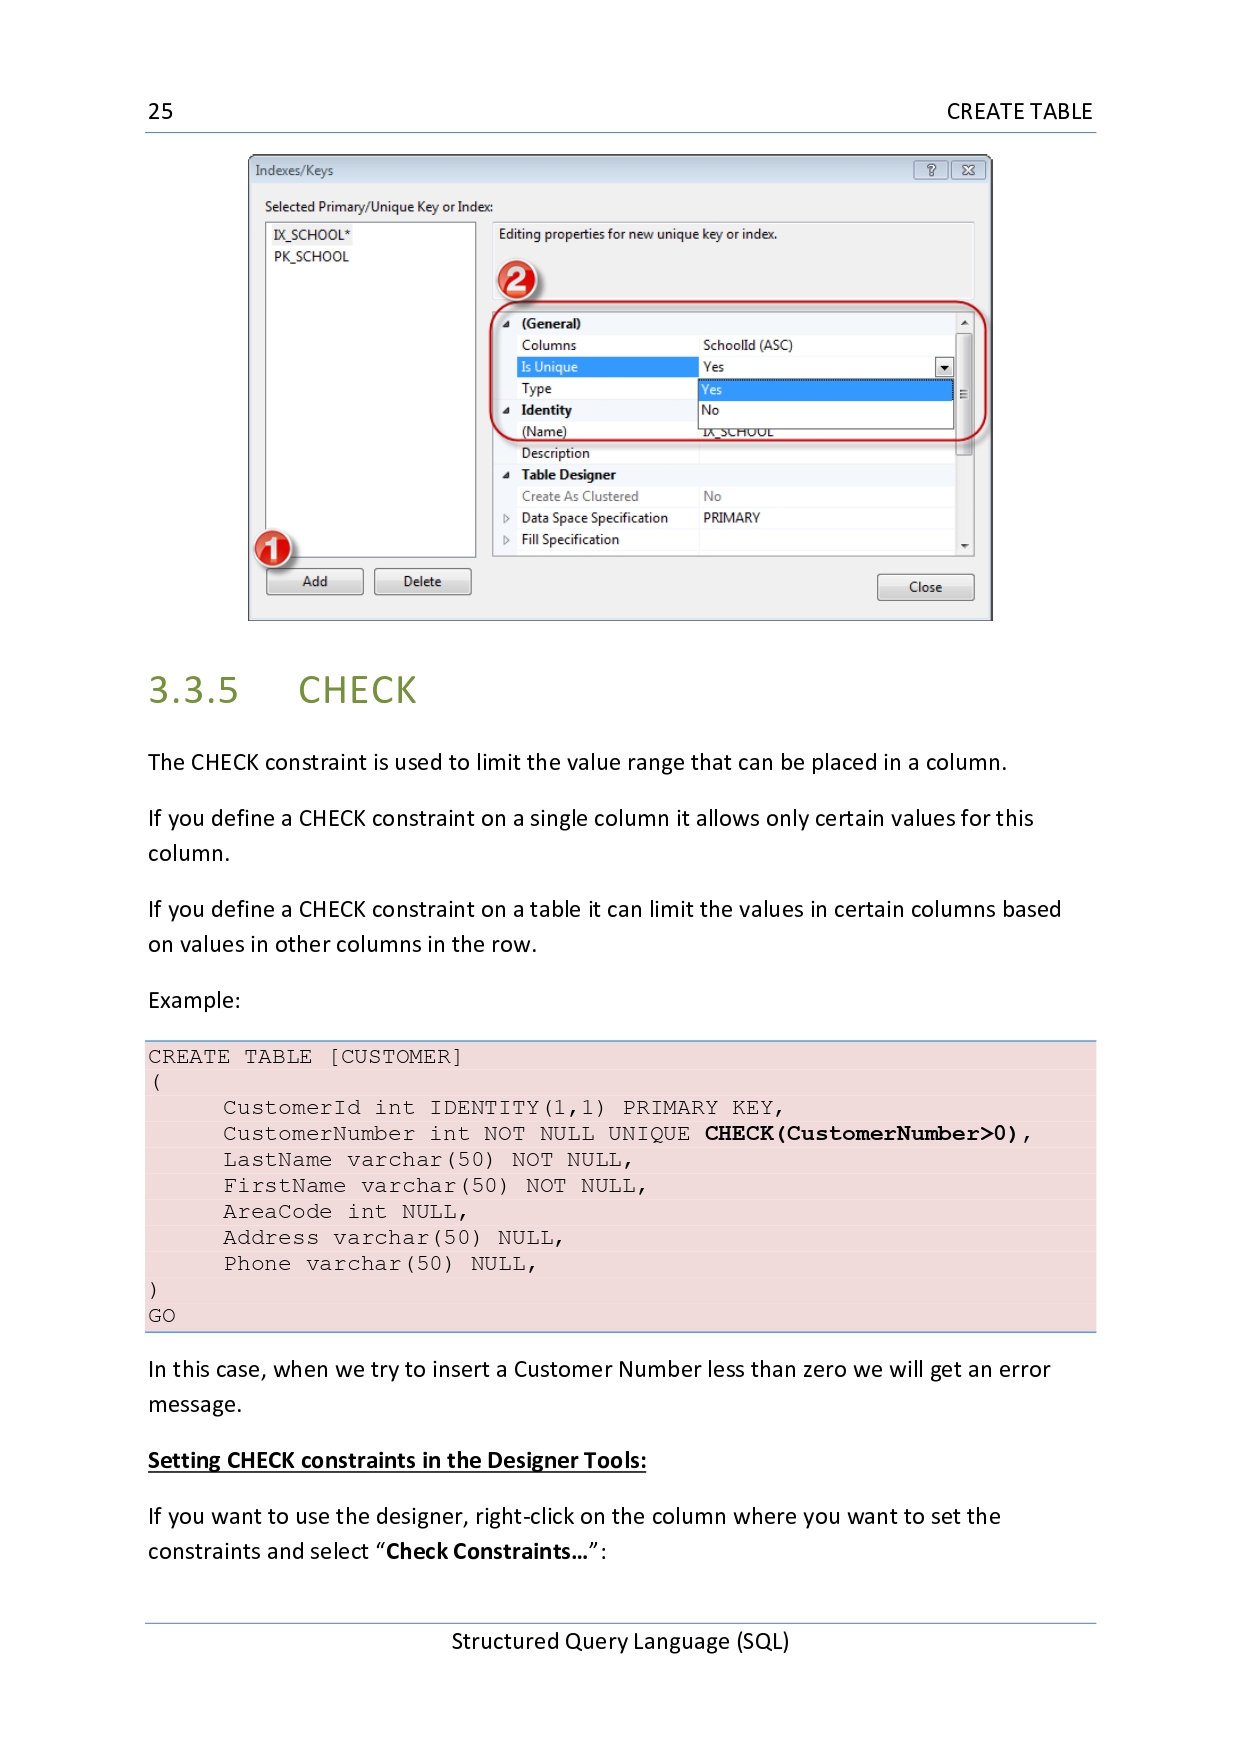 25 CREATE TABLE
Indexes/Keys
Selected Primary/Unique Key or Index:
IX_SCHOOL*
PK_SCHOOL
Editing properties for new unique key or index.
2
(General)
Columns SchoolId (ASC)
Is Unique Yes
Type Yes
No
Identity
(Name) IX_SCHOOL
Description
Table Designer
Create As Clustered No
Data Space Specification PRIMARY
Fill Specification
1
Add Delete Close
3.3.5 CHECK
The CHECK constraint is used to limit the value range that can be placed in a column.
If you define a CHECK constraint on a single column it allows only certain values for this
column.
If you define a CHECK constraint on a table it can limit the values in certain columns based
on values in other columns in the row.
Example:
CREATE TABLE [CUSTOMER]
(
CustomerId int IDENTITY(1,1) PRIMARY KEY,
CustomerNumber int NOT NULL UNIQUE CHECK(CustomerNumber>0),
LastName varchar(50) NOT NULL,
FirstName varchar(50) NOT NULL,
AreaCode int NULL,
Address varchar(50) NULL,
Phone varchar(50) NULL,
)
GO
In this case, when we try to insert a Customer Number less than zero we will get an error
message.
Setting CHECK constraints in the Designer Tools:
If you want to use the designer, right-click on the column where you want to set the
constraints and select “Check Constraints…”:
Structured Query Language (SQL)